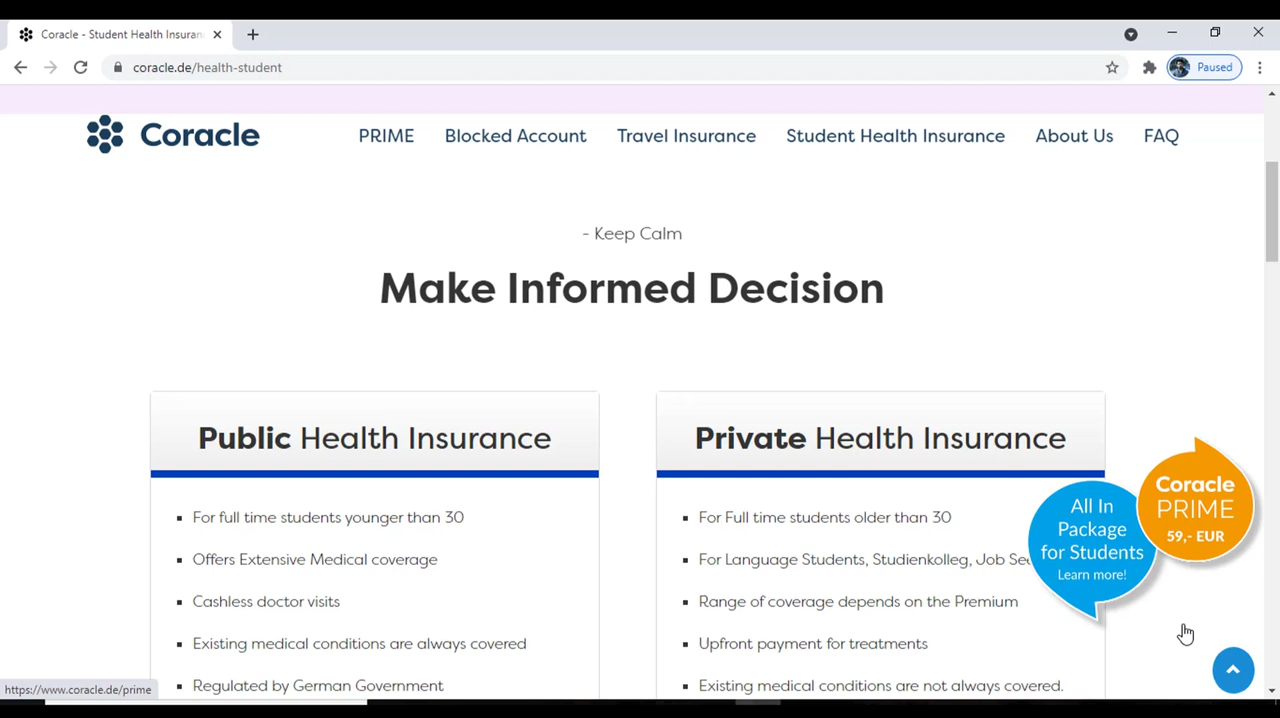 Coracle - Student Health Insuran
coracle.de/health-student
Paused
Coracle
PRIME
Blocked Account
Travel Insurance
Student Health Insurance
About Us
FAQ
- Keep Calm
Make Informed Decision
Public Health Insurance
For full time students younger than 30
Offers Extensive Medical coverage
Cashless doctor visits
Existing medical conditions are always covered
Regulated by German Government
Private Health Insurance
For Full time students older than 30
For Language Students, Studienkolleg, Job See
Range of coverage depends on the Premium
Upfront payment for treatments
Existing medical conditions are not always covered.
All In
Package
for Students
Learn more!
Coracle
PRIME
59,- EUR
https://www.coracle.de/prime